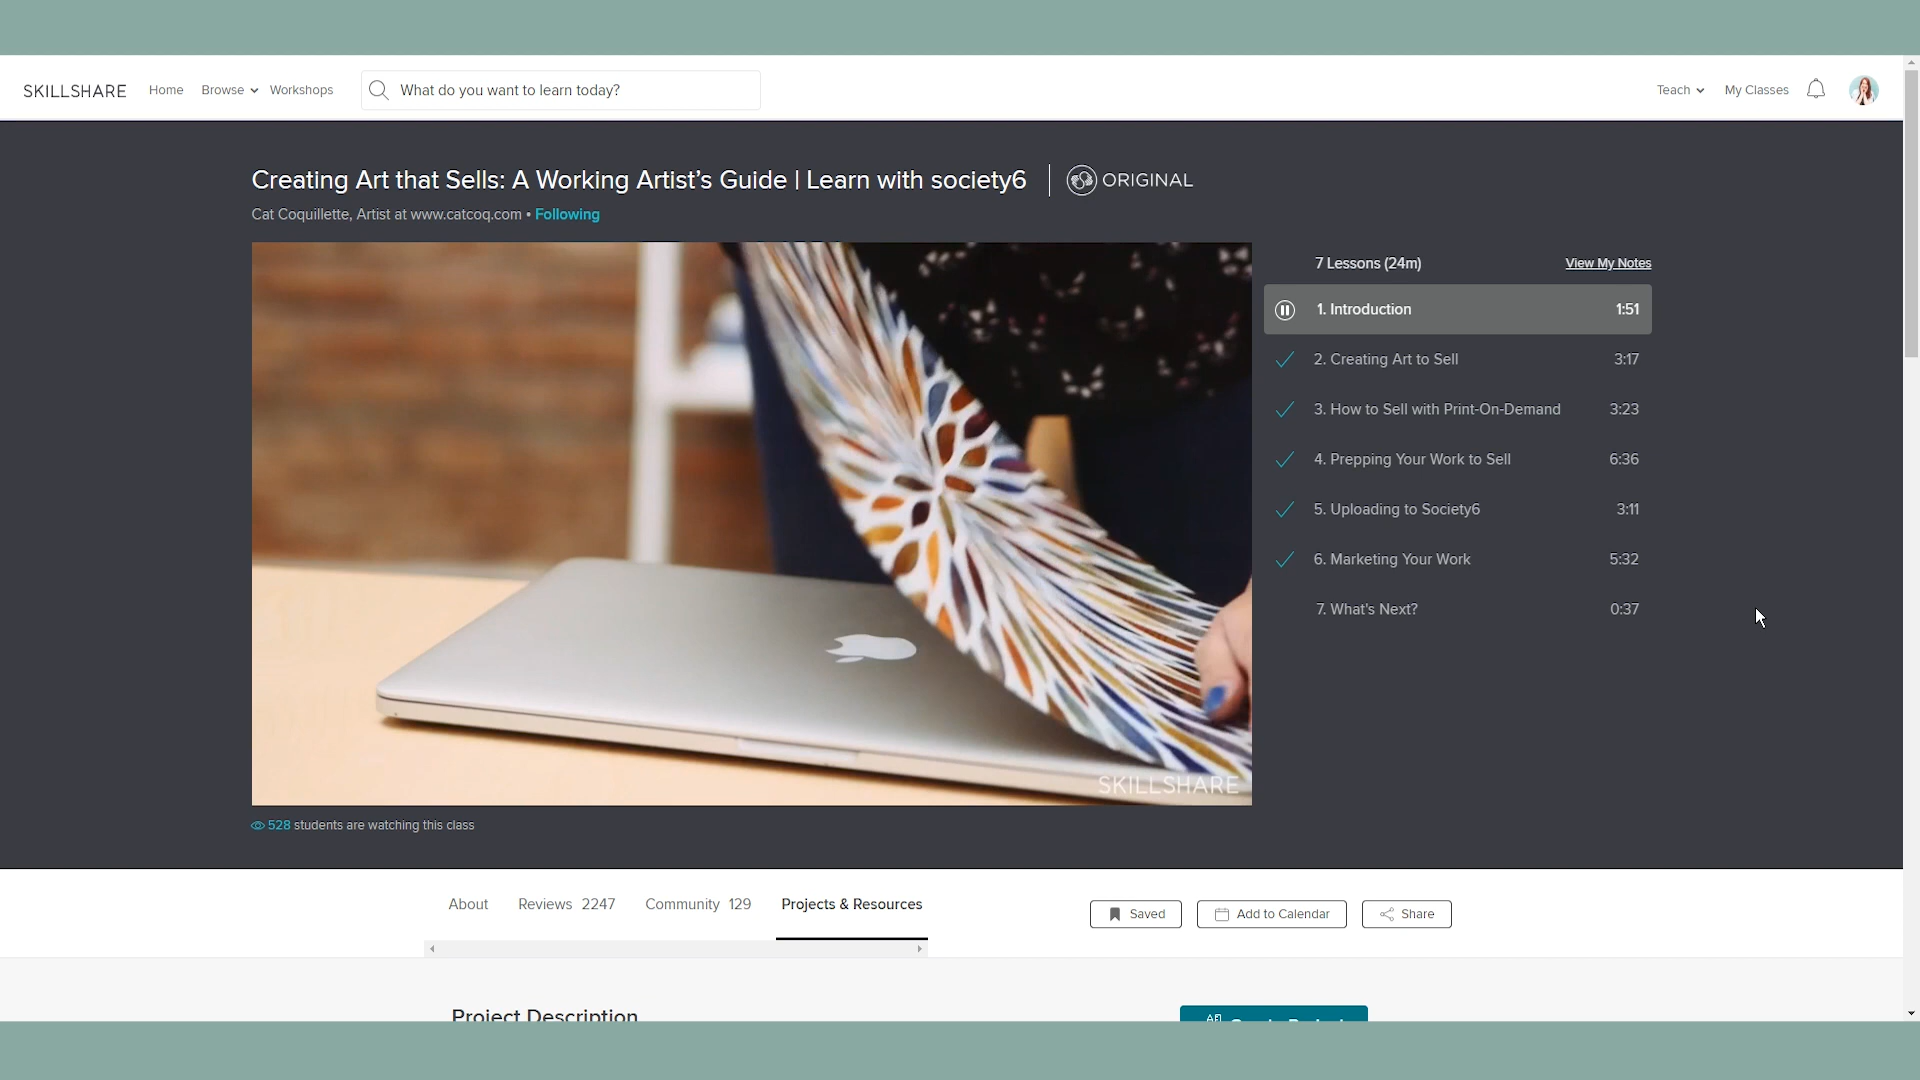 SKILLSHARE Home Browse Workshops What do you want to learn today? Teach My Classes
Creating Art that Sells: A Working Artist's Guide | Learn with society6 ORIGINAL
Cat Coquillette, Artist at www.catcoq.com • Following
7 Lessons (24m) View My Notes
1. Introduction 1:51
2. Creating Art to Sell 3:17
3. How to Sell with Print-On-Demand 3:23
4. Prepping Your Work to Sell 6:36
5. Uploading to Society6 3:11
6. Marketing Your Work 5:32
7. What's Next? 0:37
SKILLSHARE
528 students are watching this class
About Reviews 2247 Community 129 Projects & Resources Saved Add to Calendar Share
Project Description